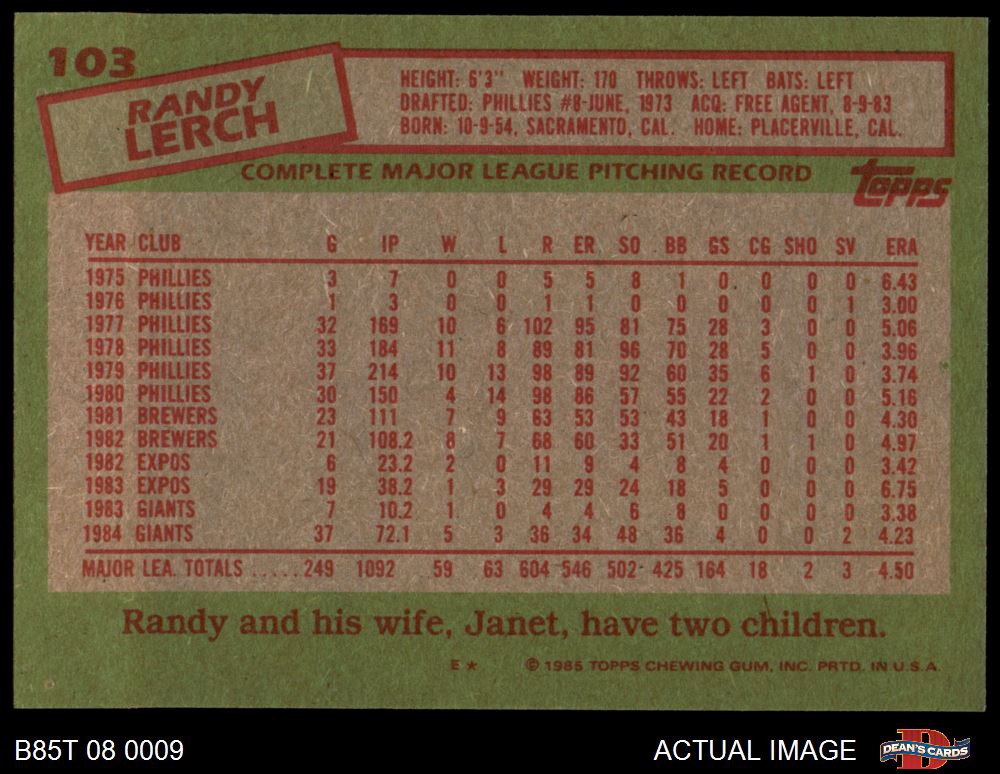 103
RANDY
LERCH
HEIGHT: 6'3" WEIGHT: 170 THROWS: LEFT BATS: LEFT
DRAFTED: PHILLIES #8-JUNE, 1973 ACQ: FREE AGENT, 8-9-83
BORN: 10-9-54, SACRAMENTO, CAL. HOME: PLACERVILLE, CAL.
COMPLETE MAJOR LEAGUE PITCHING RECORD
topps
YEAR CLUB G IP W L R ER SO BB GS CG SHO SV ERA
1975 PHILLIES 3 7 0 0 5 5 8 1 0 0 0 0 6.43
1976 PHILLIES 1 3 0 0 1 1 0 0 0 0 0 1 3.00
1977 PHILLIES 32 169 10 6 102 95 81 75 28 3 0 0 5.06
1978 PHILLIES 33 184 11 8 89 81 96 70 28 5 0 0 3.96
1979 PHILLIES 37 214 10 13 98 89 92 60 35 6 1 0 3.74
1980 PHILLIES 30 150 4 14 98 86 57 55 22 2 0 0 5.16
1981 BREWERS 23 111 7 9 63 53 53 43 18 1 0 0 4.30
1982 BREWERS 21 108.2 8 7 68 60 33 51 20 1 1 0 4.97
1982 EXPOS 6 23.2 2 0 11 9 4 8 4 0 0 0 3.42
1983 EXPOS 19 38.2 1 3 29 29 24 18 5 0 0 0 6.75
1983 GIANTS 7 10.2 1 0 4 4 6 8 0 0 0 0 3.38
1984 GIANTS 37 72.1 5 3 36 34 48 36 4 0 0 2 4.23
MAJOR LEA. TOTALS .....249 1092 59 63 604 546 502 425 164 18 2 3 4.50
Randy and his wife, Janet, have two children.
E ★ © 1985 TOPPS CHEWING GUM, INC. PRTD. IN U.S.A.
B85T 08 0009 ACTUAL IMAGE
DEAN'S CARDS